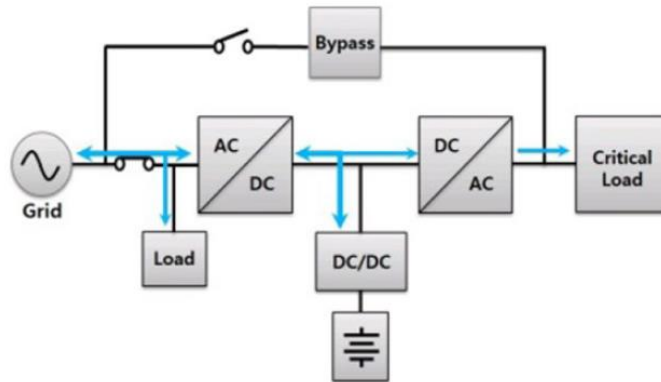 Bypass
AC
DC
DC
AC
Critical
Load
Grid
Load
DC/DC